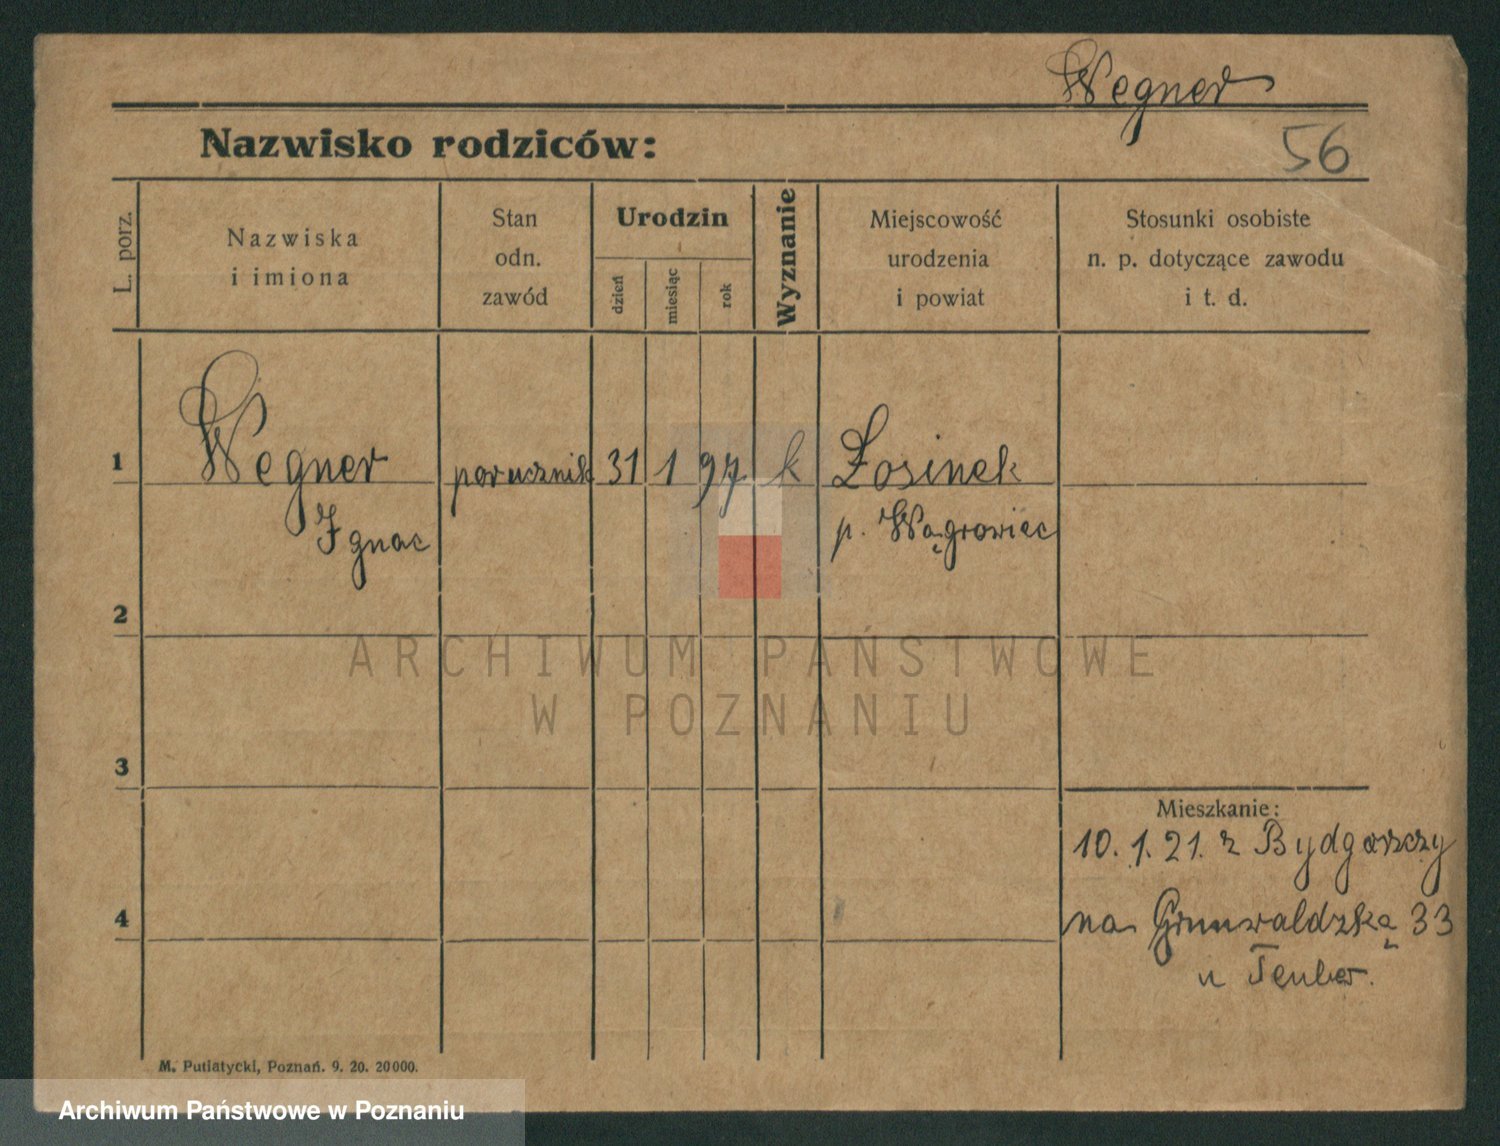 Wegner
56
Nazwisko rodziców:
L. porz.
Nazwiska
i imiona
Stan
odn.
zawód
Urodzin
dzień
miesiąc
rok
Wyznanie
Miejscowość
urodzenia
i powiat
Stosunki osobiste
n. p. dotyczące zawodu
i t. d.
1
Wegner
porucznik
31
1
97
k
Łosinek
Ignac
p. Wągrowiec
2
ARCHIWUM PAŃSTWOWE
W POZNANIU
3
Mieszkanie:
10. 1. 21. z Bydgoszczy
4
na Grunwaldzką 33
u Teuber.
M. Putiatycki, Poznań. 9. 20. 20000.
Archiwum Państwowe w Poznaniu